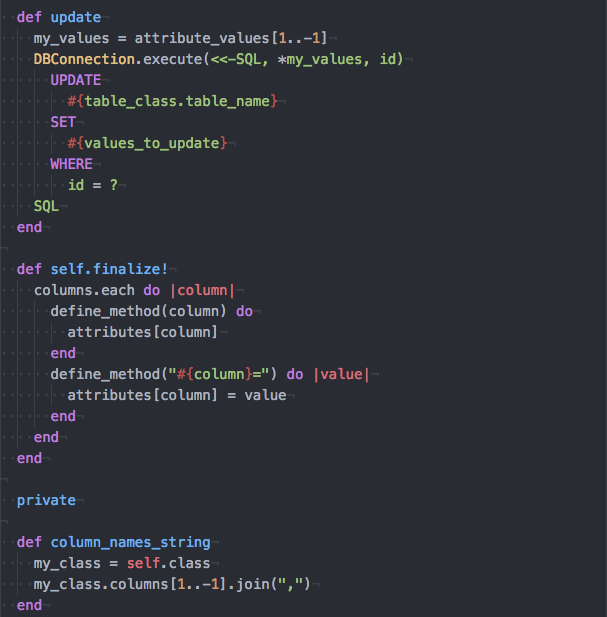 def update
  my_values = attribute_values[1..-1]
  DBConnection.execute(<<-SQL, *my_values, id)
    UPDATE
      #{table_class.table_name}
    SET
      #{values_to_update}
    WHERE
      id = ?
  SQL
end

def self.finalize!
  columns.each do |column|
    define_method(column) do
      attributes[column]
    end
    define_method("#{column}=") do |value|
      attributes[column] = value
    end
  end
end

private

def column_names_string
  my_class = self.class
  my_class.columns[1..-1].join(",")
end